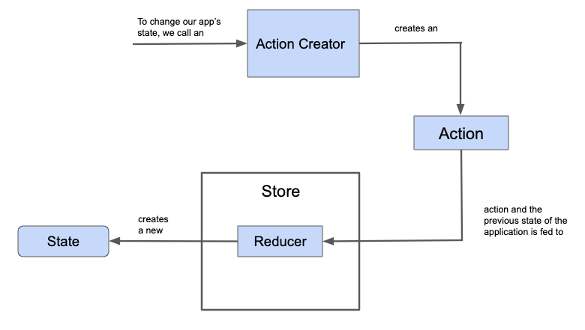 To change our app's
state, we call an
Action Creator
creates an
Action
action and the
previous state of the
application is fed to
Store
Reducer
creates
a new
State